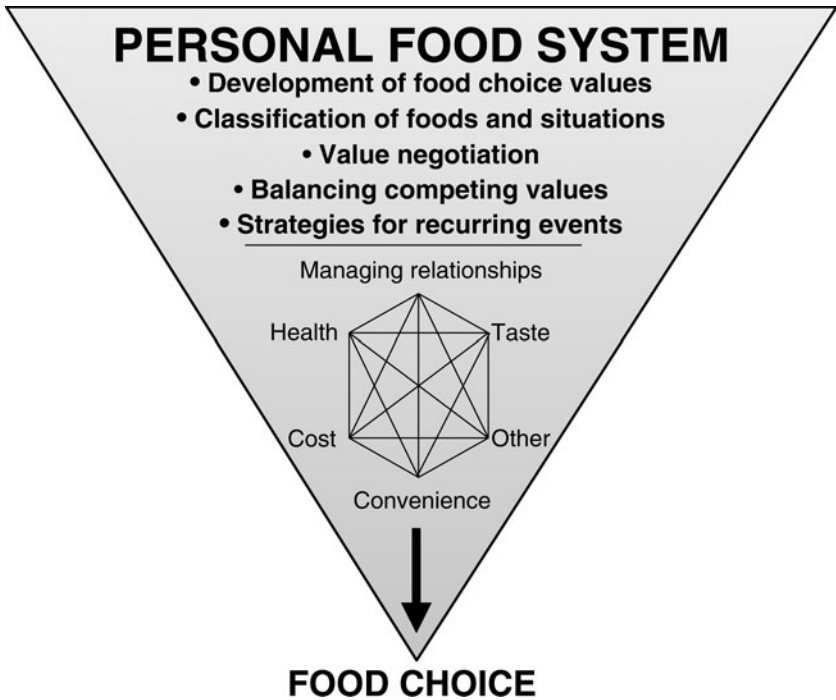 PERSONAL FOOD SYSTEM
• Development of food choice values
• Classification of foods and situations
• Value negotiation
• Balancing competing values
• Strategies for recurring events
Managing relationships
Health
Taste
Cost
Other
Convenience
FOOD CHOICE